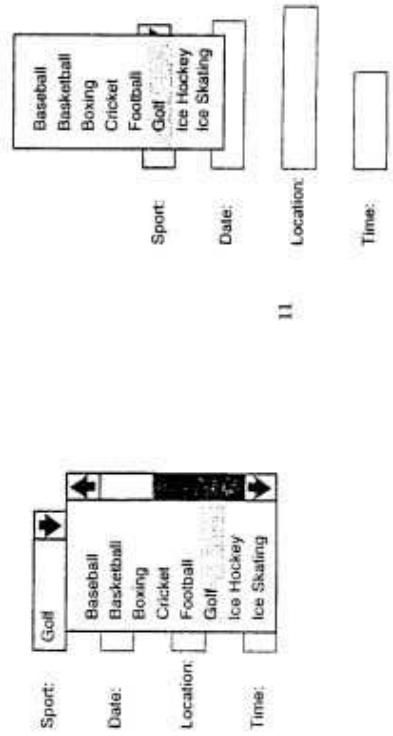 Sport:
Golf
Baseball
Basketball
Boxing
Cricket
Football
Golf
Ice Hockey
Ice Skating
Date:
Location:
Time:
11
Baseball
Basketball
Boxing
Cricket
Football
Golf
Ice Hockey
Ice Skating
Sport:
Date:
Location:
Time: